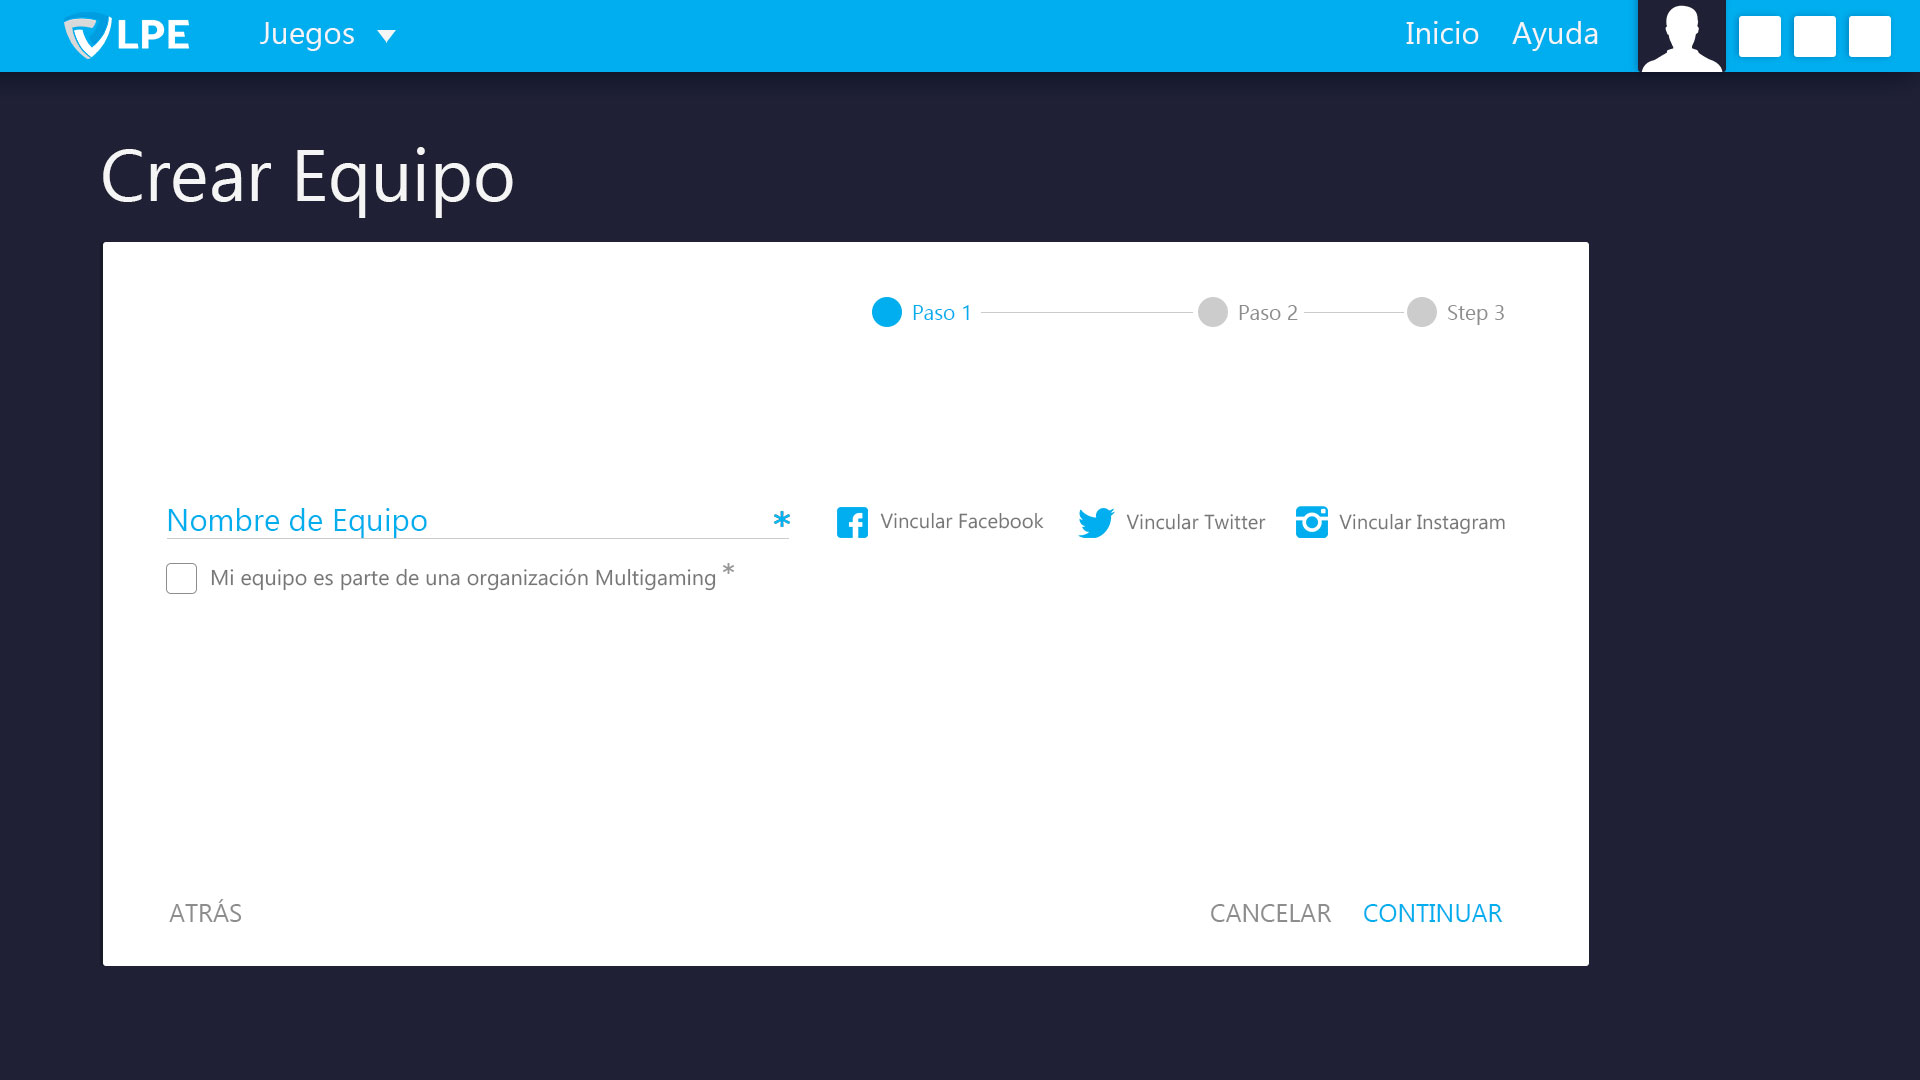 LPE
Juegos
Inicio
Ayuda
Crear Equipo
Paso 1
Paso 2
Step 3
Nombre de Equipo *
Vincular Facebook
Vincular Twitter
Vincular Instagram
Mi equipo es parte de una organización Multigaming *
ATRÁS
CANCELAR
CONTINUAR